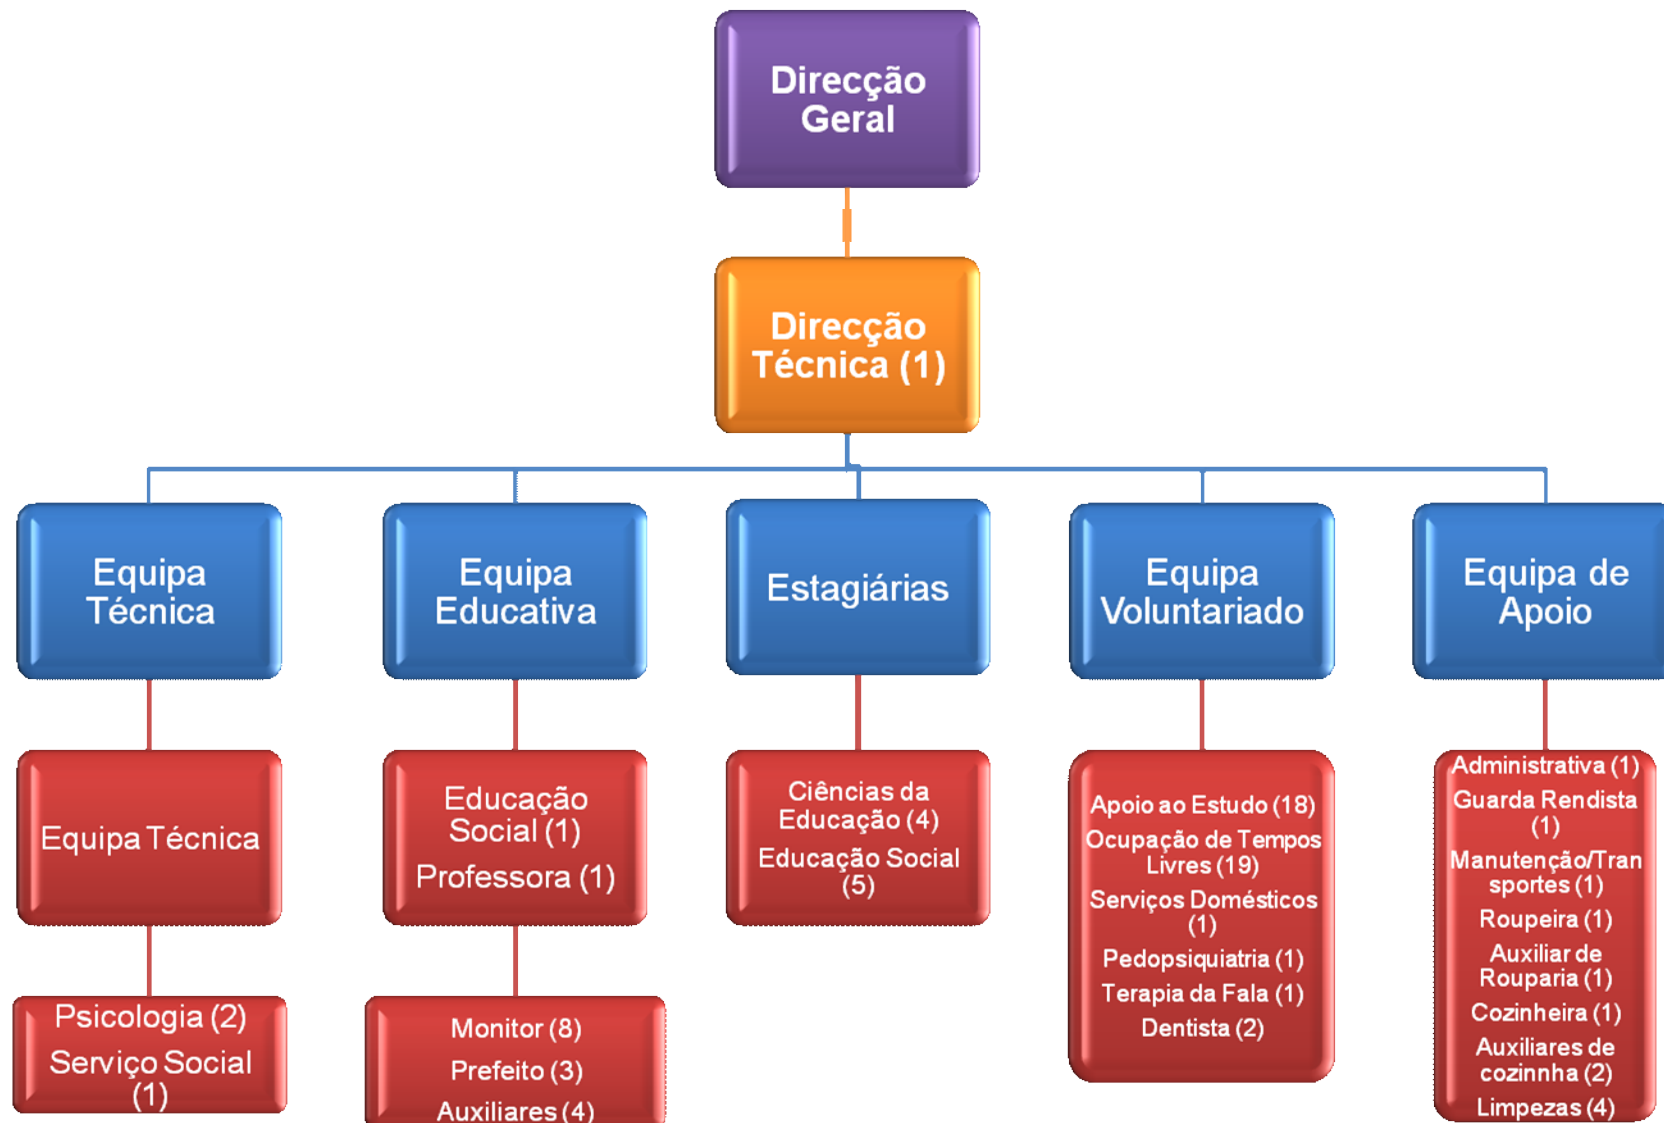 Direcção
Geral
Direcção
Técnica (1)
Equipa
Técnica
Equipa
Educativa
Estagiárias
Equipa
Voluntariado
Equipa de
Apoio
Equipa Técnica
Psicologia (2)
Serviço Social
(1)
Educação
Social (1)
Professora (1)
Monitor (8)
Prefeito (3)
Auxiliares (4)
Ciências da
Educação (4)
Educação Social
(5)
Apoio ao Estudo (18)
Ocupação de Tempos
Livres (19)
Serviços Domésticos
(1)
Pedopsiquiatria (1)
Terapia da Fala (1)
Dentista (2)
Administrativa (1)
Guarda Rendista
(1)
Manutenção/Tran
sportes (1)
Roupeira (1)
Auxiliar de
Rouparia (1)
Cozinheira (1)
Auxiliares de
cozinnha (2)
Limpezas (4)